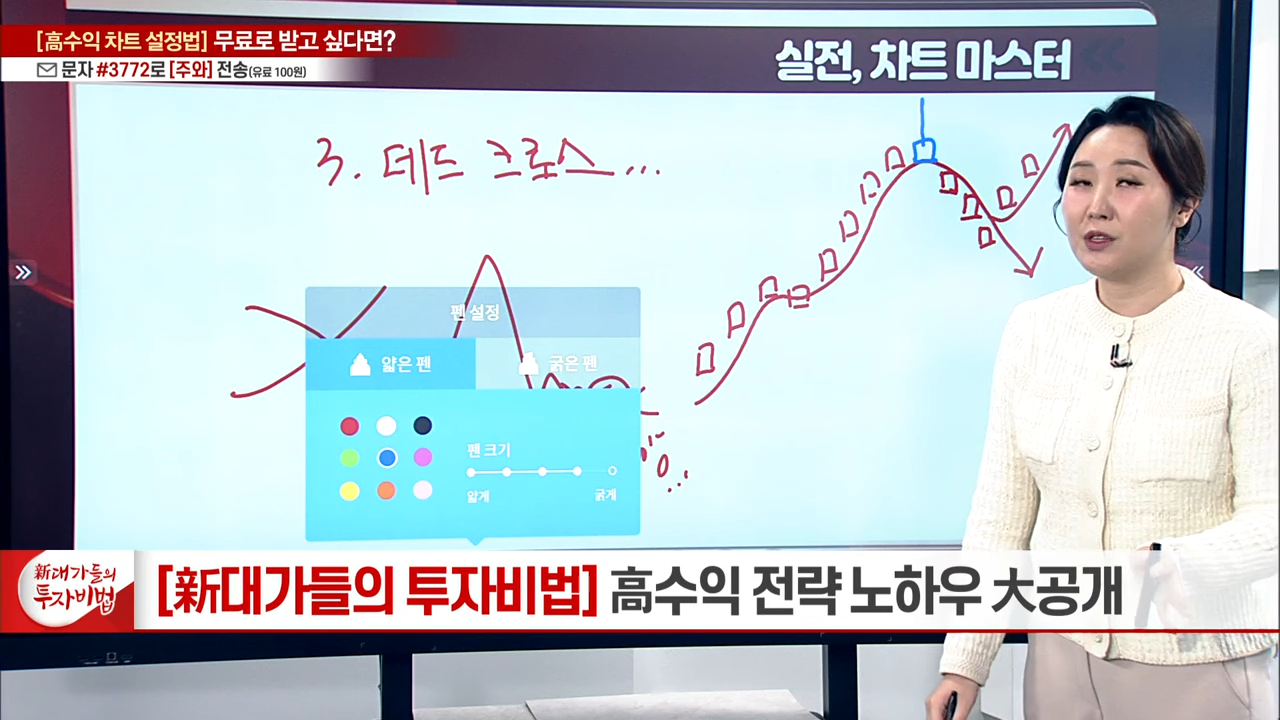 [高수익 차트 설정법] 무료로 받고 싶다면?
문자 #3772로 [주와] 전송(유료 100원)
실전, 차트 마스터
3. 데드 크로스...
펜 설정
얇은 펜
굵은 펜
펜 크기
얇게
굵게
新대가들의
투자비법
[新대가들의 투자비법] 高수익 전략 노하우 大공개